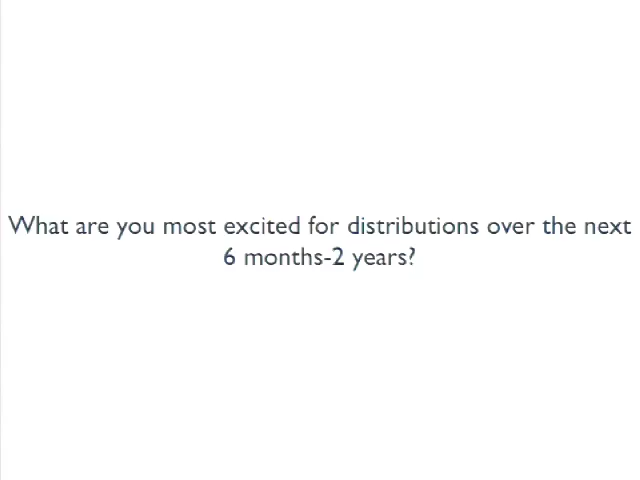 What are you most excited for distributions over the next
6 months-2 years?